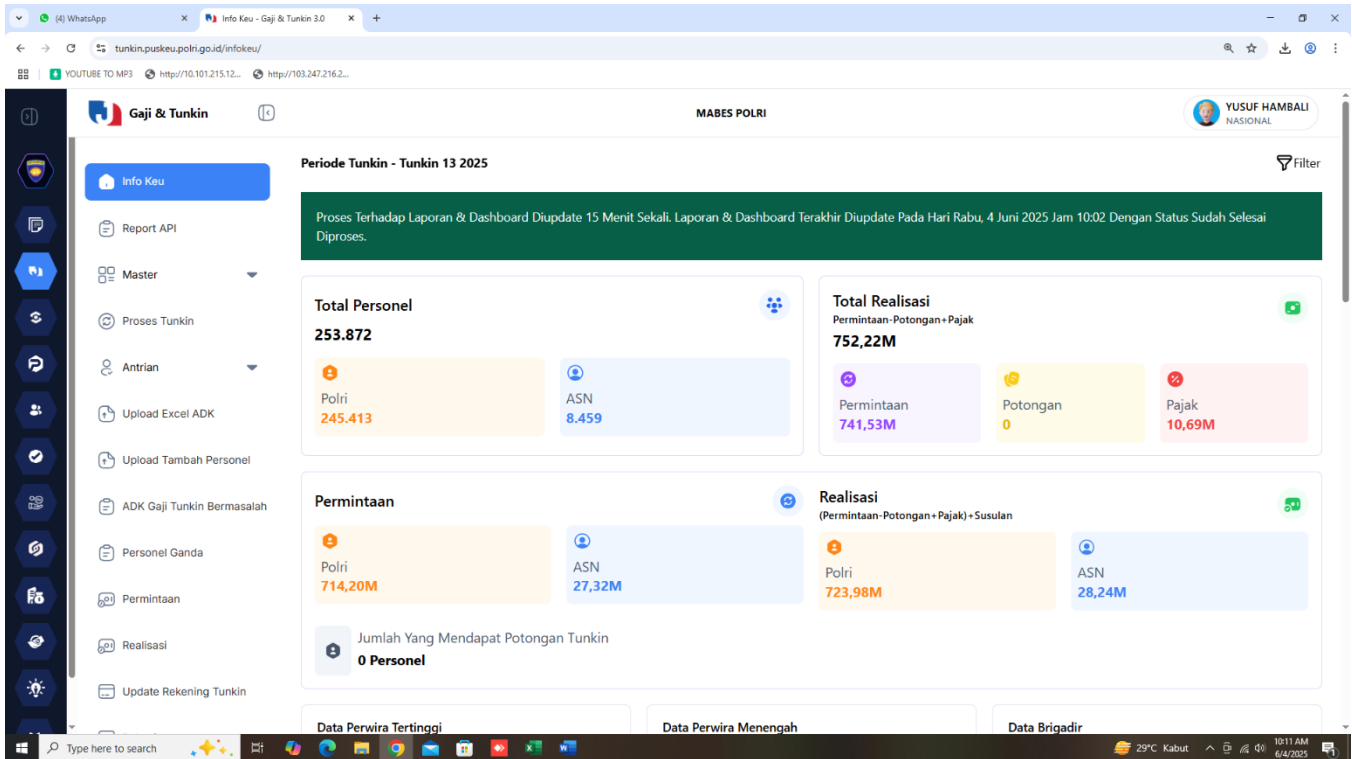 (4) WhatsApp
Info Keu - Gaji & Tunkin 3.0
tunkin.puskeu.polri.go.id/infokeu/
YOUTUBE TO MP3
http://10.101.215.12...
http://103.247.216.2...
Gaji & Tunkin
MABES POLRI
YUSUF HAMBALI
NASIONAL
Info Keu
Report API
Master
Proses Tunkin
Antrian
Upload Excel ADK
Upload Tambah Personel
ADK Gaji Tunkin Bermasalah
Personel Ganda
Permintaan
Realisasi
Update Rekening Tunkin
Periode Tunkin - Tunkin 13 2025
Filter
Proses Terhadap Laporan & Dashboard Diupdate 15 Menit Sekali. Laporan & Dashboard Terakhir Diupdate Pada Hari Rabu, 4 Juni 2025 Jam 10:02 Dengan Status Sudah Selesai
Diproses.
Total Personel
253.872
Polri
245.413
ASN
8.459
Total Realisasi
Permintaan-Potongan+Pajak
752,22M
Permintaan
741,53M
Potongan
0
Pajak
10,69M
Permintaan
Polri
714,20M
ASN
27,32M
Realisasi
(Permintaan-Potongan+Pajak)+Susulan
Polri
723,98M
ASN
28,24M
Jumlah Yang Mendapat Potongan Tunkin
0 Personel
Data Perwira Tertinggi
Data Perwira Menengah
Data Brigadir
Type here to search
29°C Kabut
10:11 AM
6/4/2025